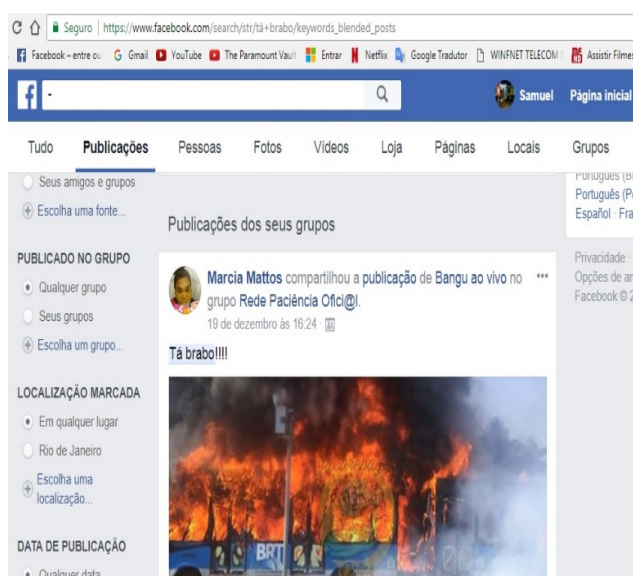 Seguro | https://www.facebook.com/search/str/tá+brabo/keywords_blended_posts
Facebook – entre ou G Gmail YouTube The Paramount Vault Entrar Netflix Google Tradutor WINFNET TELECOM Assistir Filmes
f - Samuel Página inicial
Tudo Publicações Pessoas Fotos Vídeos Loja Páginas Locais Grupos
Seus amigos e grupos
Escolha uma fonte...
PUBLICADO NO GRUPO
Qualquer grupo
Seus grupos
Escolha um grupo...
LOCALIZAÇÃO MARCADA
Em qualquer lugar
Rio de Janeiro
Escolha uma
localização...
DATA DE PUBLICAÇÃO
Qualquer data
Publicações dos seus grupos
Marcia Mattos compartilhou a publicação de Bangu ao vivo no
grupo Rede Paciência Ofici@l.
19 de dezembro às 16:24 ·
Tá brabo!!!!
BRT
Português (B
Português (P
Español · Fra
Privacidade ·
Opções de an
Facebook © 2